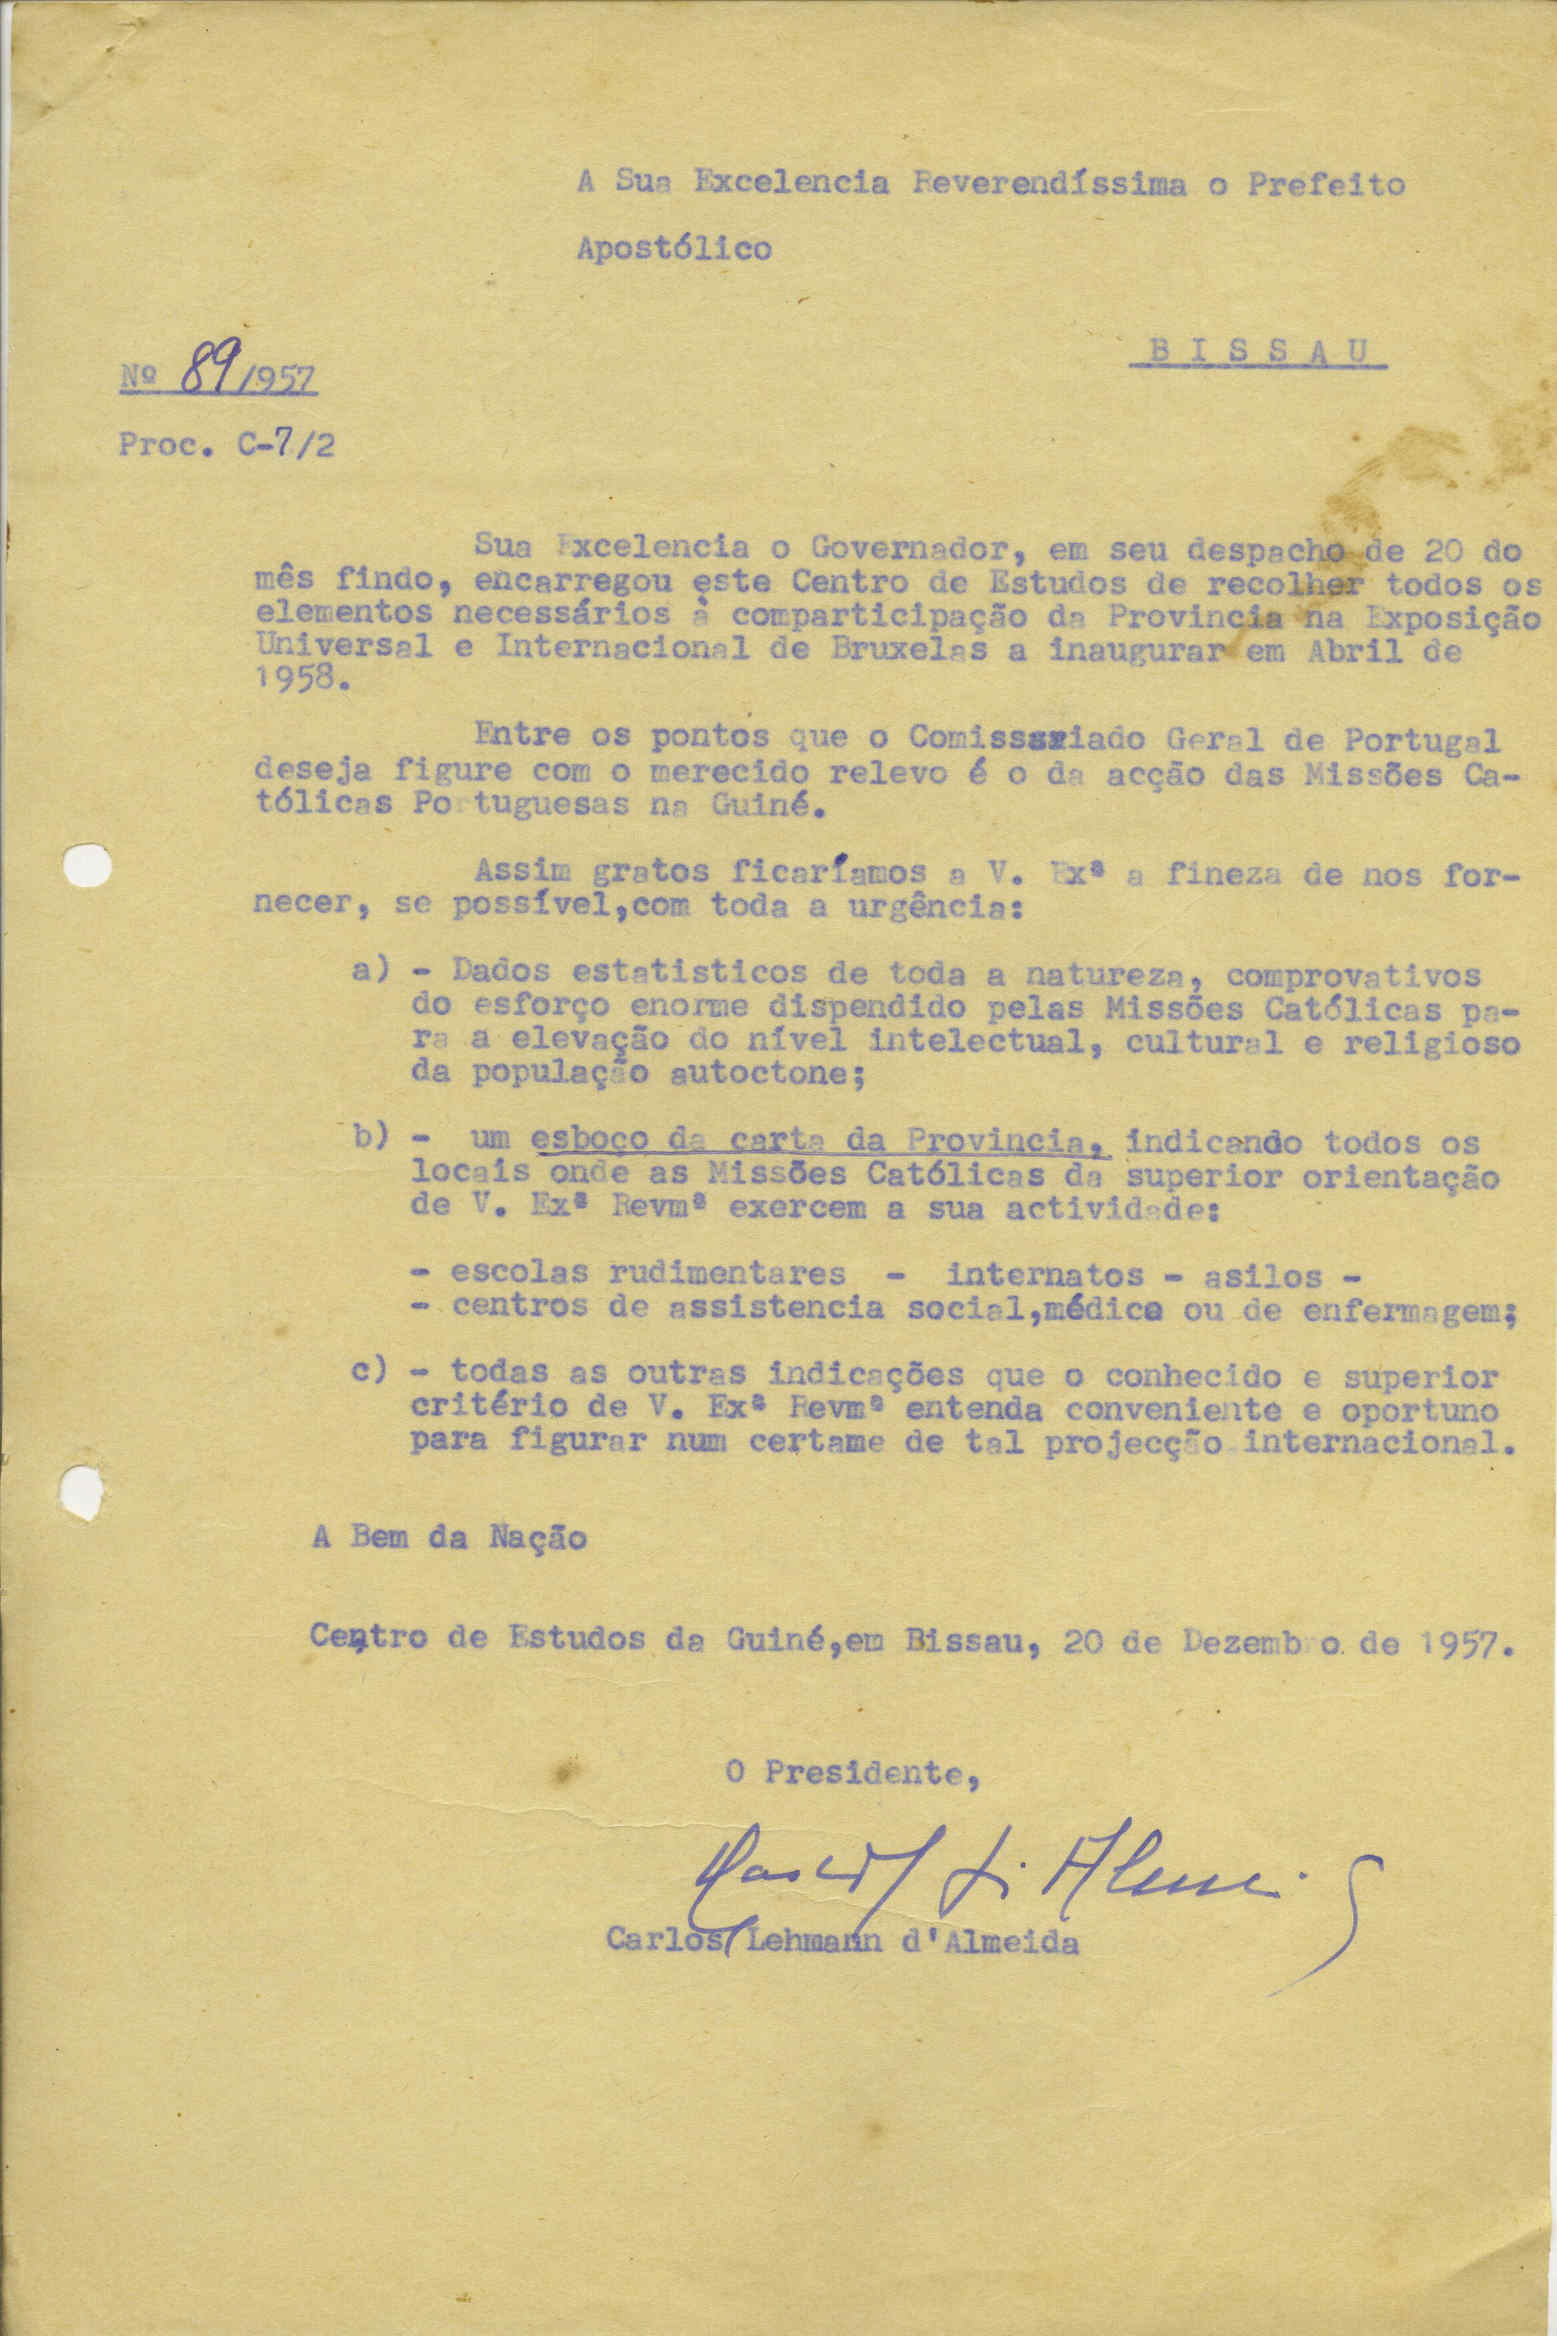 A Sua Excelencia Reverendíssima o Prefeito
Apostólico
B I S S A U
Nº 89/1957
Proc. C-7/2
Sua Excelencia o Governador, em seu despacho de 20 do
mês findo, encarregou este Centro de Estudos de recolher todos os
elementos necessários à comparticipação da Provincia na Exposição
Universal e Internacional de Bruxelas a inaugurar em Abril de
1958.
Entre os pontos que o Comisssriado Geral de Portugal
deseja figure com o merecido relevo é o da acção das Missões Ca-
tólicas Portuguesas na Guiné.
Assim gratos ficaríamos a V. Exª a fineza de nos for-
necer, se possível,com toda a urgência:
a) - Dados estatisticos de toda a natureza, comprovativos
do esforço enorme dispendido pelas Missões Católicas pa-
ra a elevação do nível intelectual, cultural e religioso
da população autoctone;
b) - um esboço da carta da Provincia, indicando todos os
locais onde as Missões Católicas da superior orientação
de V. Exª Revmª exercem a sua actividade:
- escolas rudimentares - internatos - asilos -
- centros de assistencia social,médica ou de enfermagem;
c) - todas as outras indicações que o conhecido e superior
critério de V. Exª Revmª entenda conveniente e oportuno
para figurar num certame de tal projecção internacional.
A Bem da Nação
Centro de Estudos da Guiné,em Bissau, 20 de Dezembro de 1957.
O Presidente,
Carlos Lehmann d'Almeida